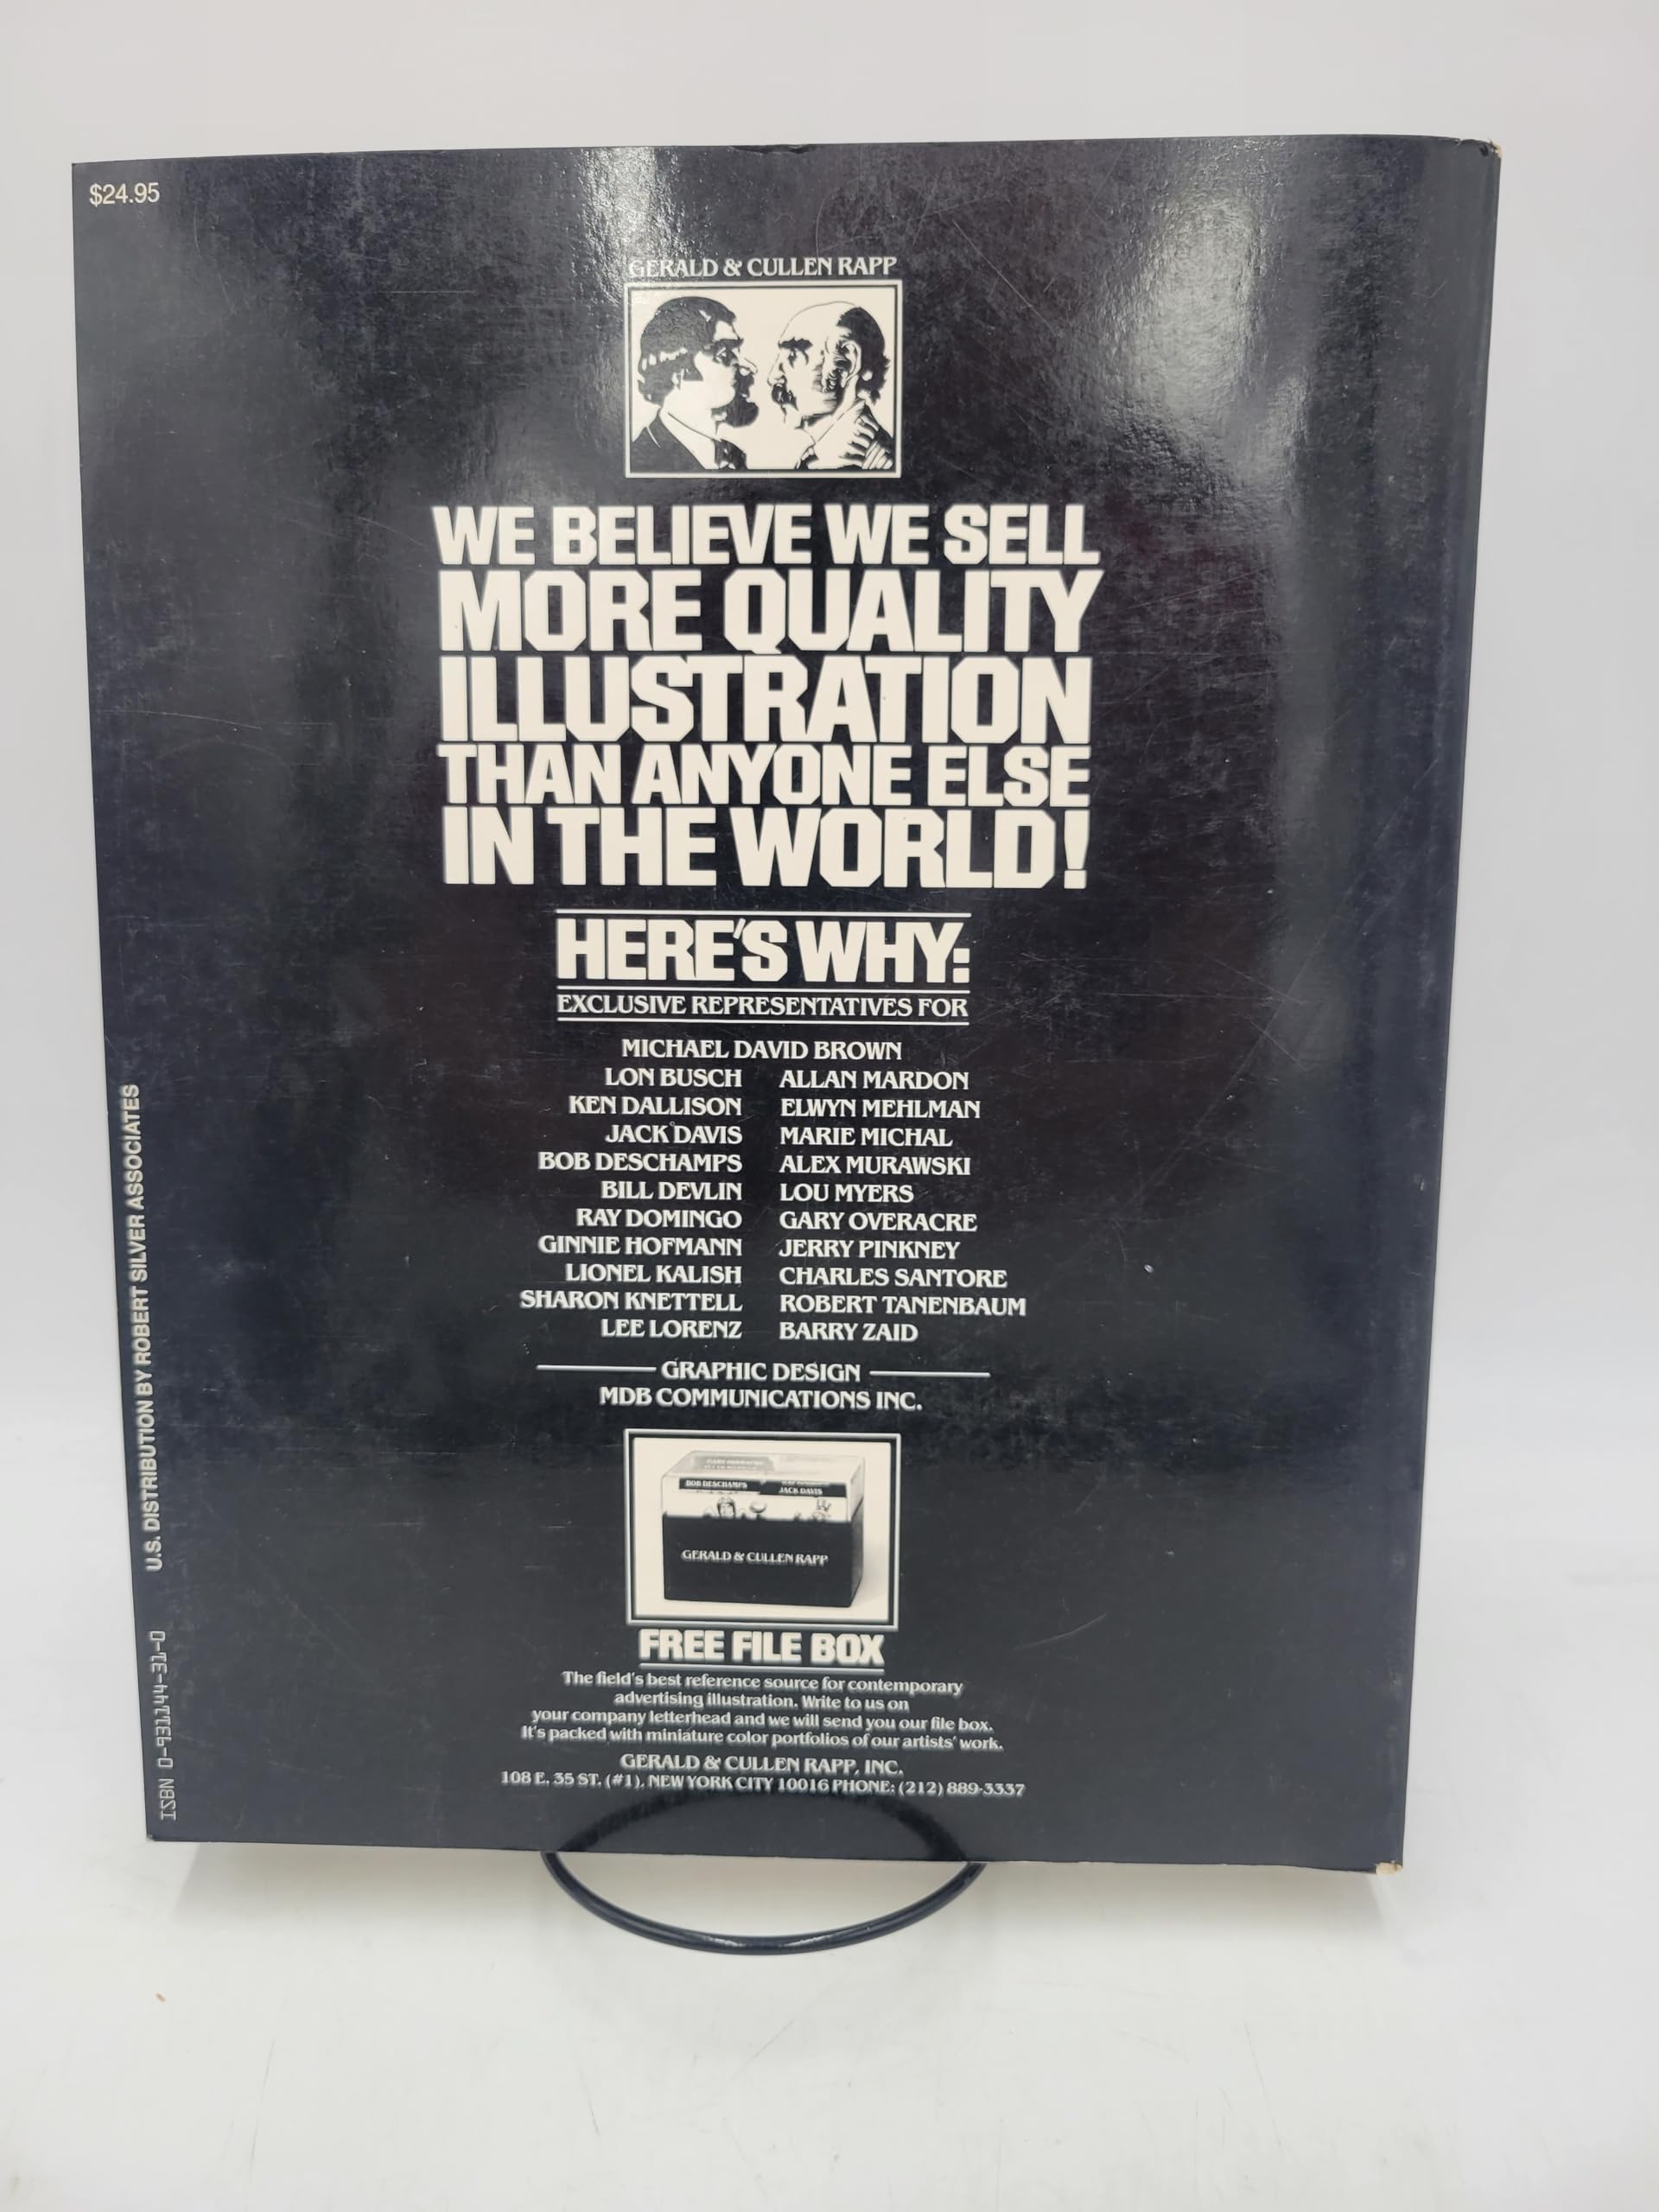 $24.95
GERALD & CULLEN RAPP
WE BELIEVE WE SELL
MORE QUALITY
ILLUSTRATION
THAN ANYONE ELSE
IN THE WORLD!
HERE'S WHY:
EXCLUSIVE REPRESENTATIVES FOR
MICHAEL DAVID BROWN
LON BUSCH ALLAN MARDON
KEN DALLISON ELWYN MEHLMAN
JACK DAVIS MARIE MICHAL
BOB DESCHAMPS ALEX MURAWSKI
BILL DEVLIN LOU MYERS
RAY DOMINGO GARY OVERACRE
GINNIE HOFMANN JERRY PINKNEY
LIONEL KALISH CHARLES SANTORE
SHARON KNETTELL ROBERT TANENBAUM
LEE LORENZ BARRY ZAID
GRAPHIC DESIGN
MDB COMMUNICATIONS INC.
BOB DESCHAMPS JACK DAVIS
GERALD & CULLEN RAPP
FREE FILE BOX
The field's best reference source for contemporary
advertising illustration. Write to us on
your company letterhead and we will send you our file box.
It's packed with miniature color portfolios of our artists' work.
GERALD & CULLEN RAPP, INC.
108 E. 35 ST. (#1), NEW YORK CITY 10016 PHONE: (212) 889-3337
U.S. DISTRIBUTION BY ROBERT SILVER ASSOCIATES
ISBN 0-931144-31-0